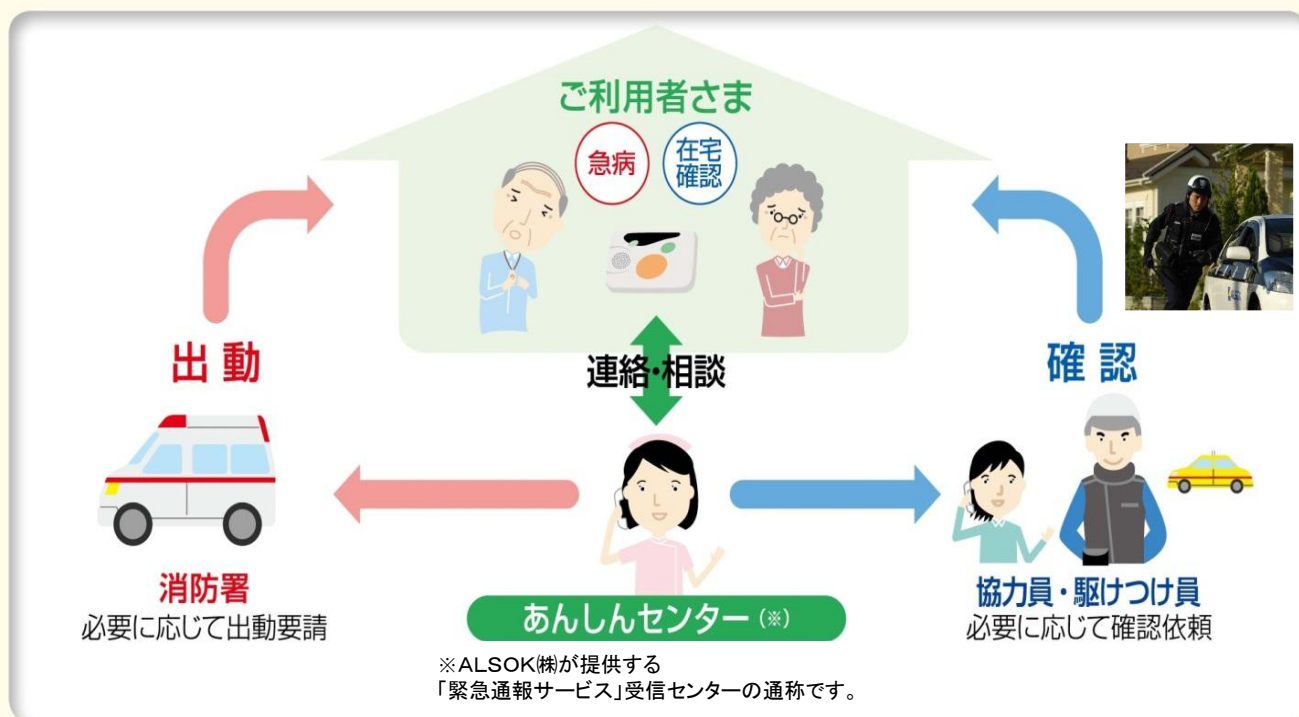 ご利用者さま
急病
在宅
確認
連絡・相談
出動
確認
消防署
必要に応じて出動要請
あんしんセンター(※)
協力員・駆けつけ員
必要に応じて確認依頼
※ALSOK㈱が提供する
「緊急通報サービス」受信センターの通称です。